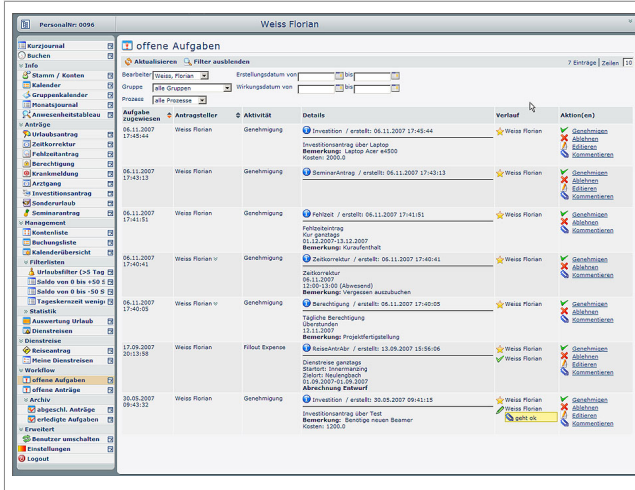 PersonalNr: 0096
Weiss Florian
Kurzjournal
Buchen
Info
Stamm / Konten
Kalender
Gruppenkalender
Monatsjournal
Anwesenheitstableau
Anträge
Urlaubsantrag
Zeitkorrektur
Fehlzeitantrag
Berechtigung
Krankmeldung
Arztgang
Investitionsantrag
Sonderurlaub
Seminarantrag
Management
Kontenliste
Buchungsliste
Kalenderübersicht
Filterlisten
Urlaubsfilter (>5 Tag
Saldo von 0 bis +50 S
Saldo von 0 bis -50 S
Tageskerzeit wenig
Statistik
Auswertung Urlaub
Dienstreisen
Dienstreise
Reiseantrag
Meine Dienstreisen
Workflow
offene Aufgaben
offene Anträge
Archiv
abgeschl. Anträge
erledigte Aufgaben
Erweitert
Benutzer umschalten
Einstellungen
Logout
offene Aufgaben
Aktualisieren Filter ausblenden
7 Einträge Zeilen 10
Bearbeiter Weiss, Florian Erstellungsdatum von bis
Gruppe alle Gruppen Wirkungsdatum von bis
Prozess alle Prozesse
Aufgabe zugewiesen Antragsteller Aktivität Details Verlauf Aktion(en)
06.11.2007 17:45:44 Weiss Florian Genehmigung Investition / erstellt: 06.11.2007 17:45:44 Weiss Florian Genehmigen
Ablehnen
Investitionsantrag über Laptop Editieren
Bemerkung: Laptop Acer e4500 Kommentieren
Kosten: 2000.0
06.11.2007 17:43:13 Weiss Florian Genehmigung SeminarAntrag / erstellt: 06.11.2007 17:43:13 Weiss Florian Genehmigen
Ablehnen
Editieren
Kommentieren
06.11.2007 17:41:51 Weiss Florian Genehmigung Fehlzeit / erstellt: 06.11.2007 17:41:51 Weiss Florian Genehmigen
Ablehnen
Fehlzeiteintrag Editieren
Kur ganztags Kommentieren
01.12.2007-13.12.2007
Bemerkung: Kuraufenthalt
06.11.2007 17:40:41 Weiss Florian Genehmigung Zeitkorrektur / erstellt: 06.11.2007 17:40:41 Weiss Florian Genehmigen
Ablehnen
Zeitkorrektur Kommentieren
06.11.2007
12:00-13:00 (Abwesend)
Bemerkung: Vergessen auszubuchen
06.11.2007 17:40:05 Weiss Florian Genehmigung Berechtigung / erstellt: 06.11.2007 17:40:05 Weiss Florian Genehmigen
Ablehnen
Tägliche Berechtigung Kommentieren
Überstunden
12.11.2007
Bemerkung: Projektfertigstellung
17.09.2007 20:13:58 Weiss Florian Fillout Expense ReiseAntrAbr / erstellt: 13.09.2007 15:56:06 Weiss Florian Genehmigen
Weiss Florian Ablehnen
Dienstreise ganztags Editieren
Startort: Innermanzing Kommentieren
Zielort: Neulengbach
01.09.2007-01.09.2007
Abrechnung Entwurf
30.05.2007 09:43:32 Weiss Florian Genehmigung Investition / erstellt: 30.05.2007 09:41:15 Weiss Florian Genehmigen
Weiss Florian Ablehnen
Investitionsantrag über Test geht ok Editieren
Bemerkung: Benötige neuen Beamer Kommentieren
Kosten: 1200.0